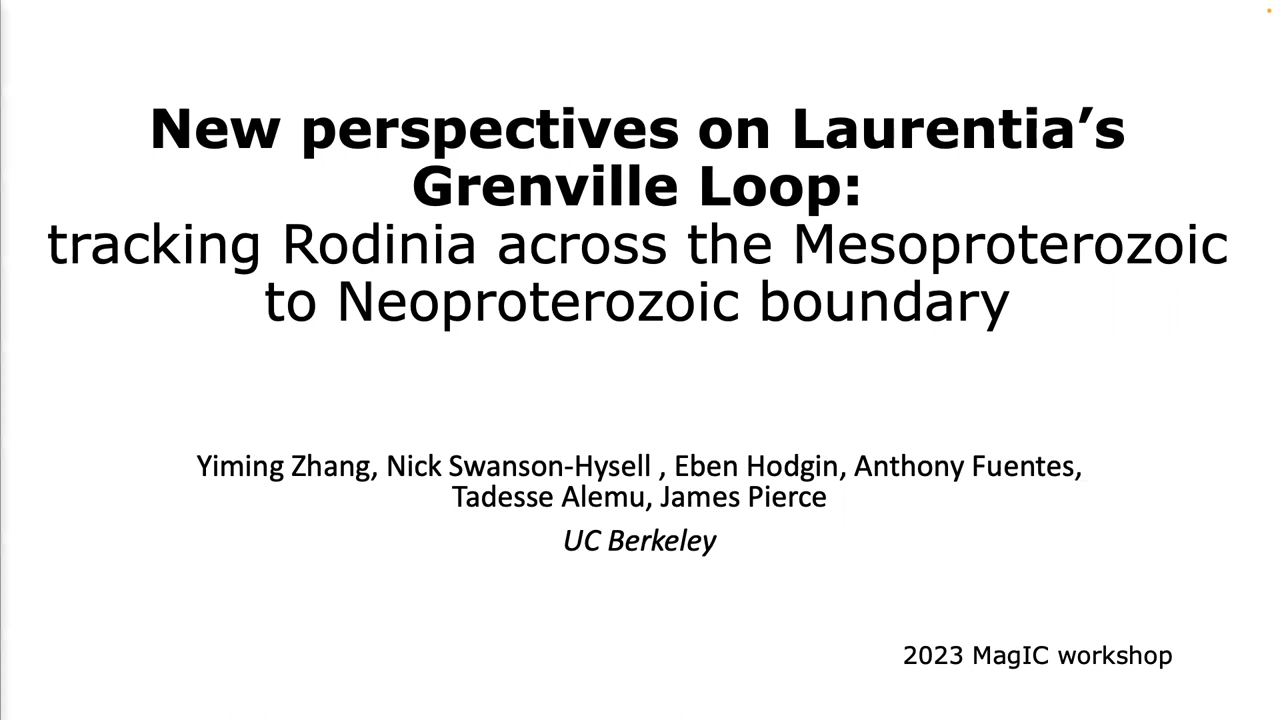 New perspectives on Laurentia’s
Grenville Loop:
tracking Rodinia across the Mesoproterozoic
to Neoproterozoic boundary
Yiming Zhang, Nick Swanson-Hysell , Eben Hodgin, Anthony Fuentes,
Tadesse Alemu, James Pierce
UC Berkeley
2023 MagIC workshop